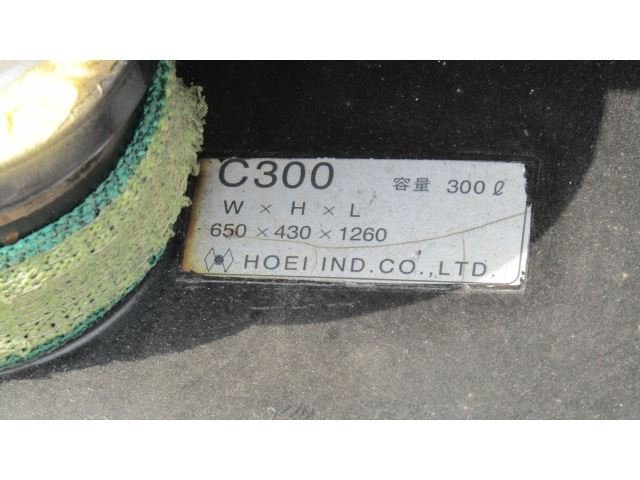 C300 容量 300ℓ
W × H × L
650 × 430 × 1260
HOEI IND.CO.,LTD.